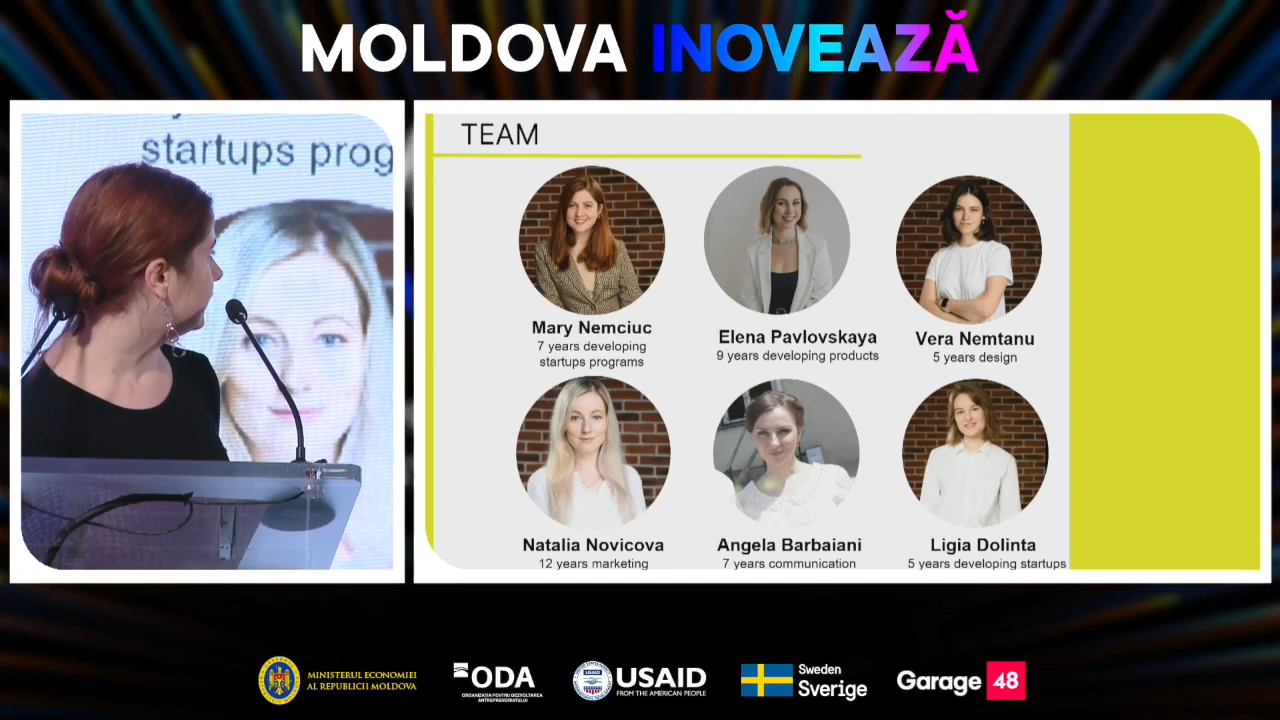 MOLDOVA INOVEAZĂ
startups prog
TEAM
Mary Nemciuc
7 years developing
startups programs
Elena Pavlovskaya
9 years developing products
Vera Nemtanu
5 years design
Natalia Novicova
12 years marketing
Angela Barbaiani
7 years communication
Ligia Dolinta
5 years developing startups
MINISTERUL ECONOMIEI
AL REPUBLICII MOLDOVA
ODA
ORGANIZAȚIA PENTRU DEZVOLTAREA
ANTREPRENORIATULUI
USAID
USAID
FROM THE AMERICAN PEOPLE
Sweden
Sverige
Garage 48